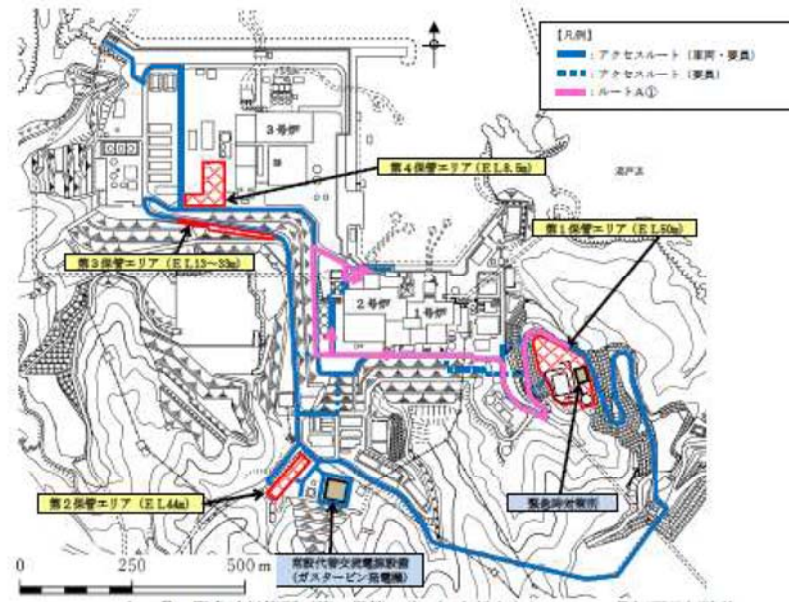 【凡例】
：アクセスルート（車両・要員）
：アクセスルート（要員）
：ルートA①
3号炉
第4保管エリア（EL8.5m）
第1保管エリア（EL50m）
第3保管エリア（EL13～33m）
2号炉
1号炉
第2保管エリア（EL44m）
緊急時対策所
常設代替交流電源設備
（ガスタービン発電機）
0 250 500 m